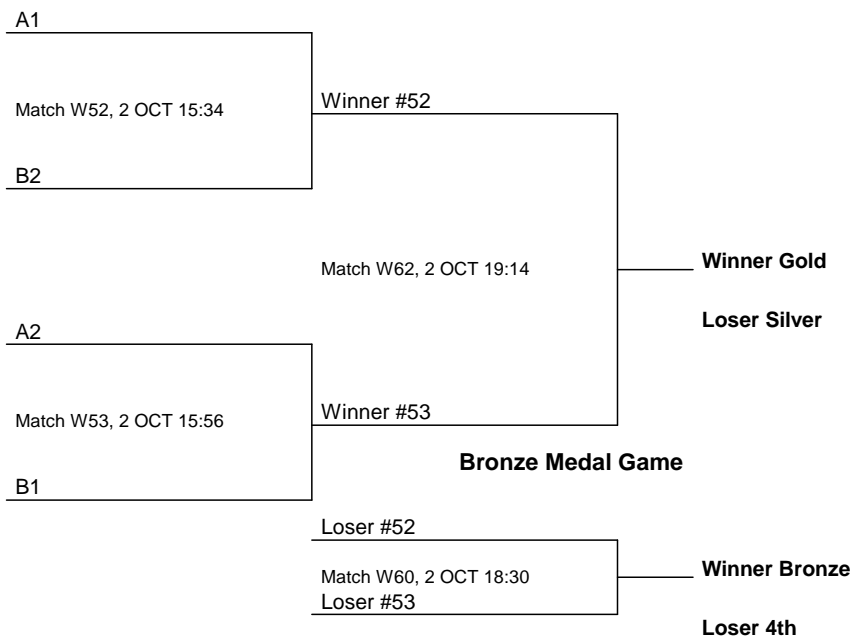 A1
Match W52, 2 OCT 15:34
Winner #52
B2
Match W62, 2 OCT 19:14
Winner Gold
Loser Silver
A2
Match W53, 2 OCT 15:56
Winner #53
Bronze Medal Game
B1
Loser #52
Match W60, 2 OCT 18:30
Winner Bronze
Loser #53
Loser 4th